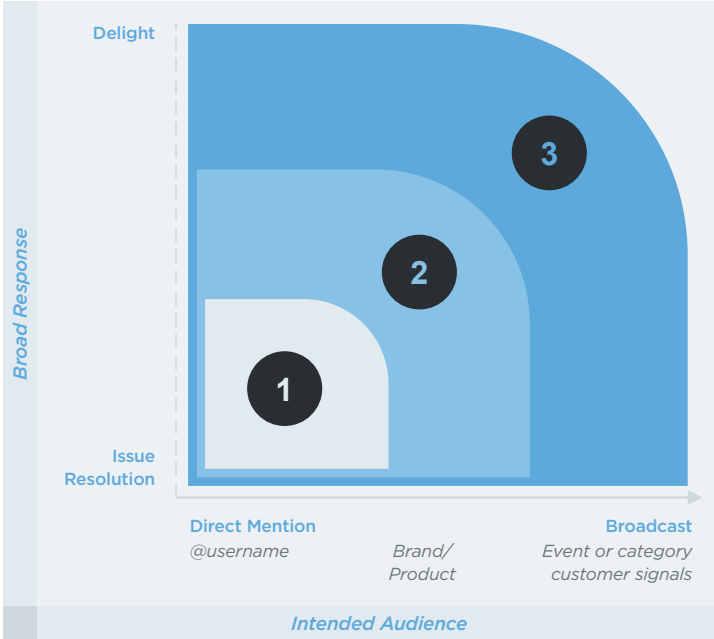 Delight
3
2
Broad Response
1
Issue
Resolution
Direct Mention
@username
Brand/
Product
Broadcast
Event or category
customer signals
Intended Audience